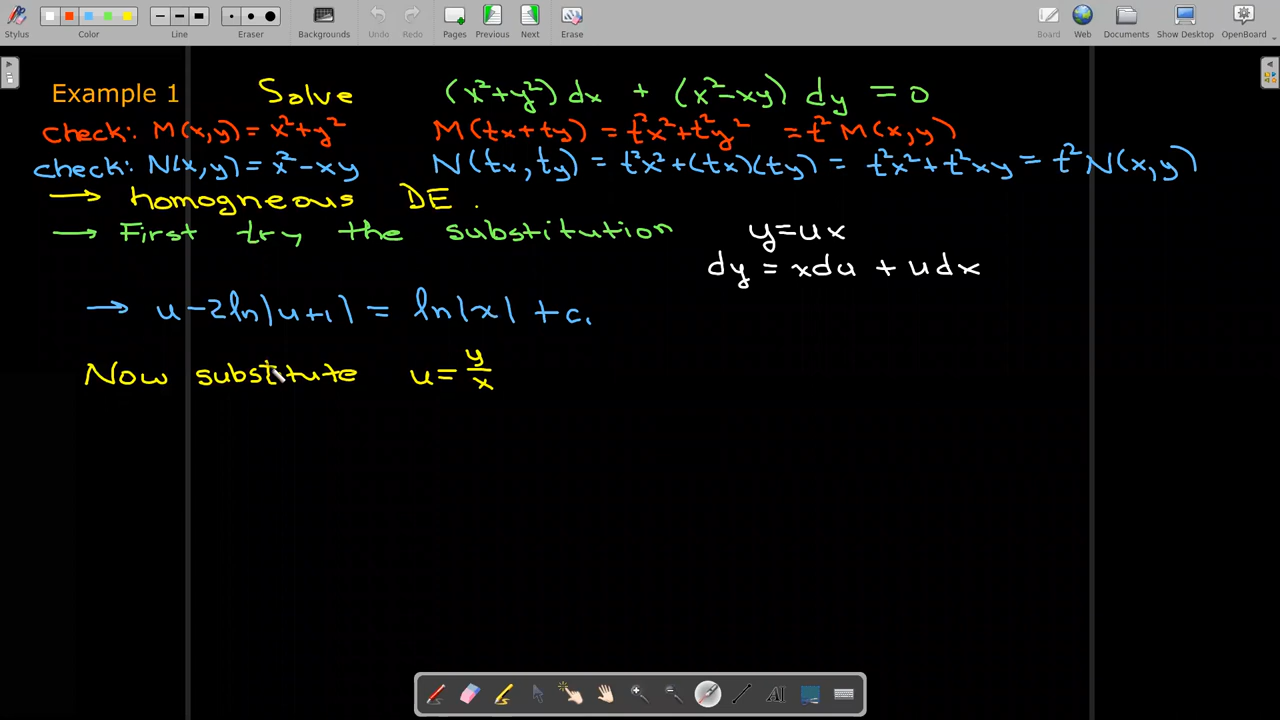 Stylus Color Line Eraser Backgrounds Undo Redo Pages Previous Next Erase Board Web Documents Show Desktop OpenBoard
Example 1 Solve (x²+y²) dx + (x²-xy) dy = 0
check: M(x,y) = x²+y² M(tx+ty) = t²x²+t²y² = t² M(x,y)
check: N(x,y) = x²-xy N(tx,ty) = t²x²+(tx)(ty) = t²x²+t²xy = t² N(x,y)
→ homogneous DE .
→ First try the substitution y=ux
dy = xdu + udx
→ u-2ln|u+1| = ln|x| + c₁
Now substitute u= y/x
AI